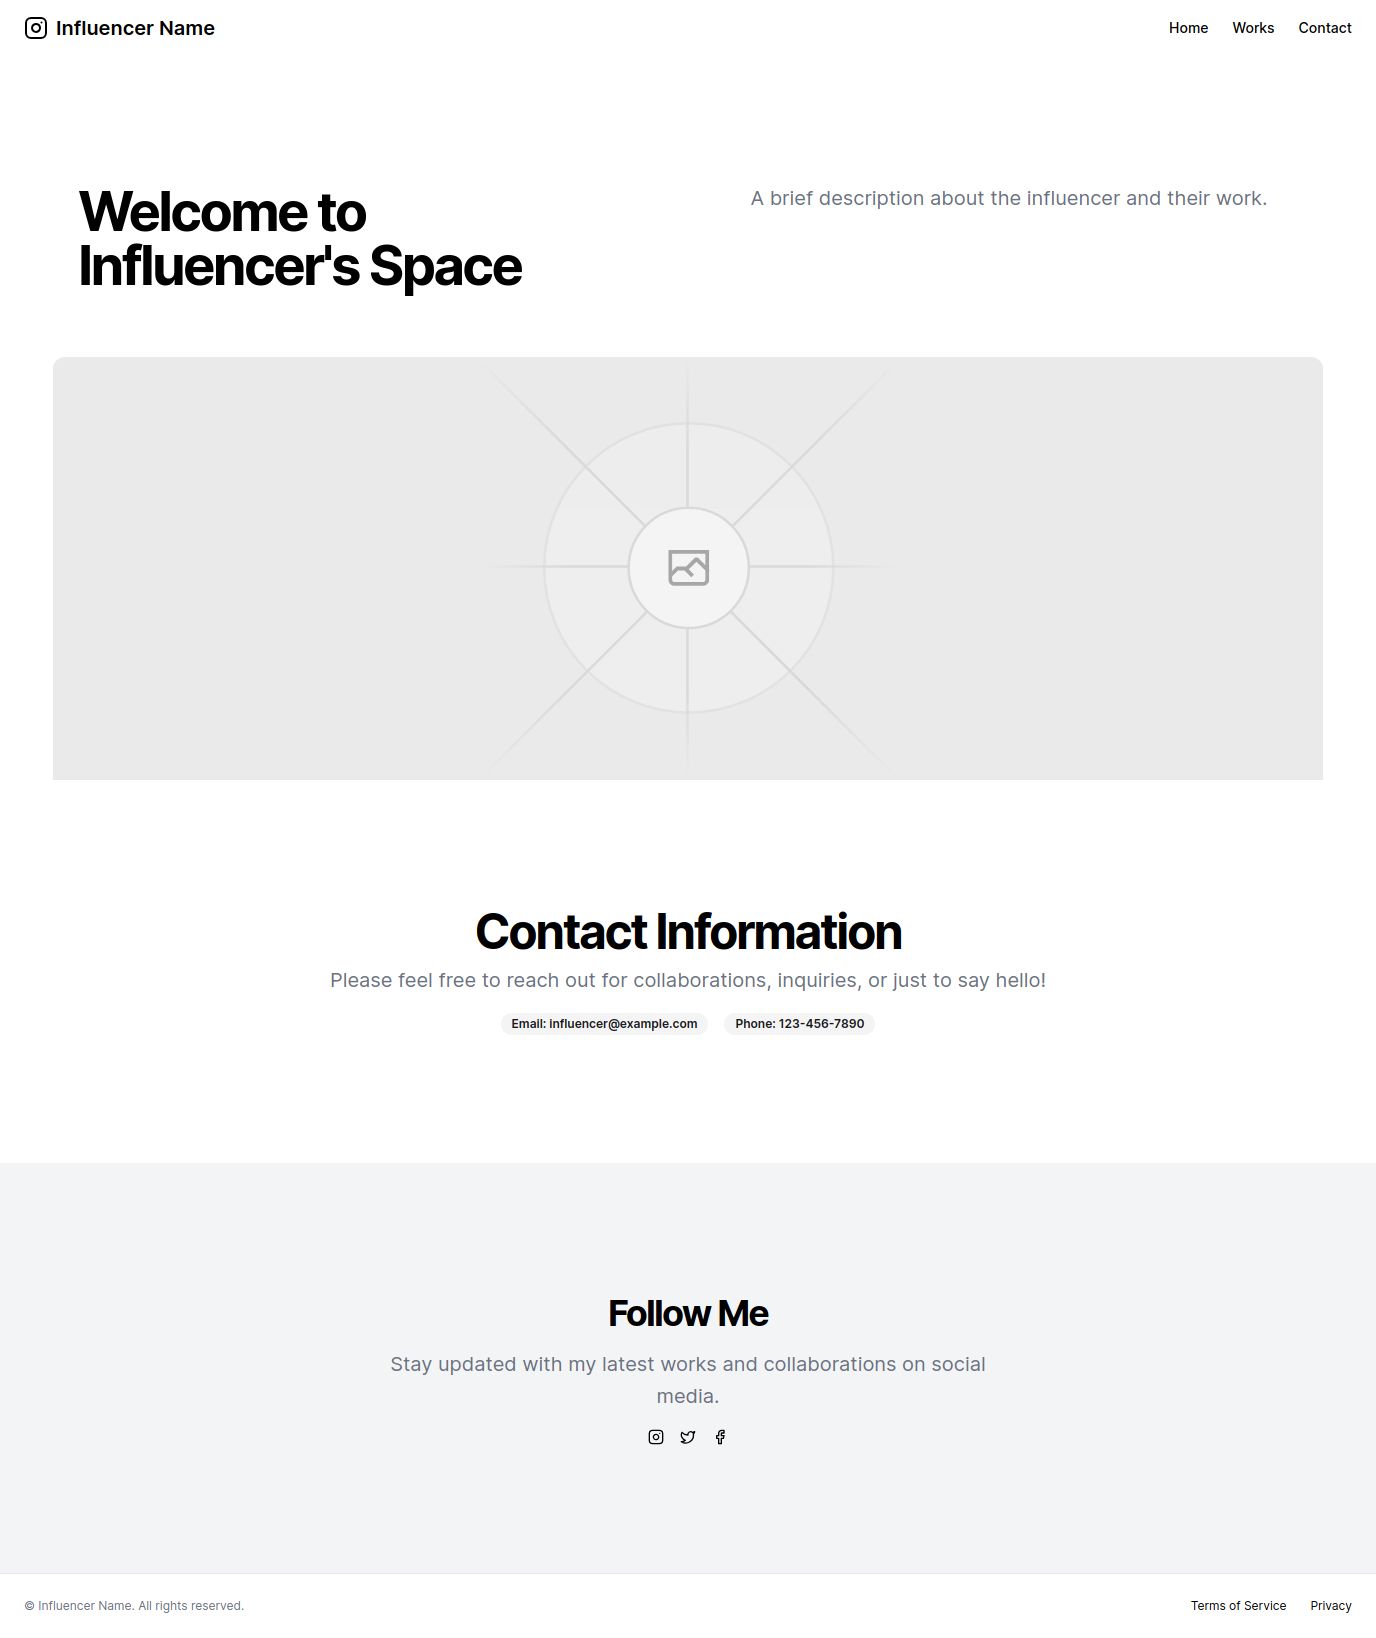 Influencer Name
Home
Works
Contact
Welcome to
Influencer's Space
A brief description about the influencer and their work.
Contact Information
Please feel free to reach out for collaborations, inquiries, or just to say hello!
Email: influencer@example.com
Phone: 123-456-7890
Follow Me
Stay updated with my latest works and collaborations on social
media.
© Influencer Name. All rights reserved.
Terms of Service
Privacy